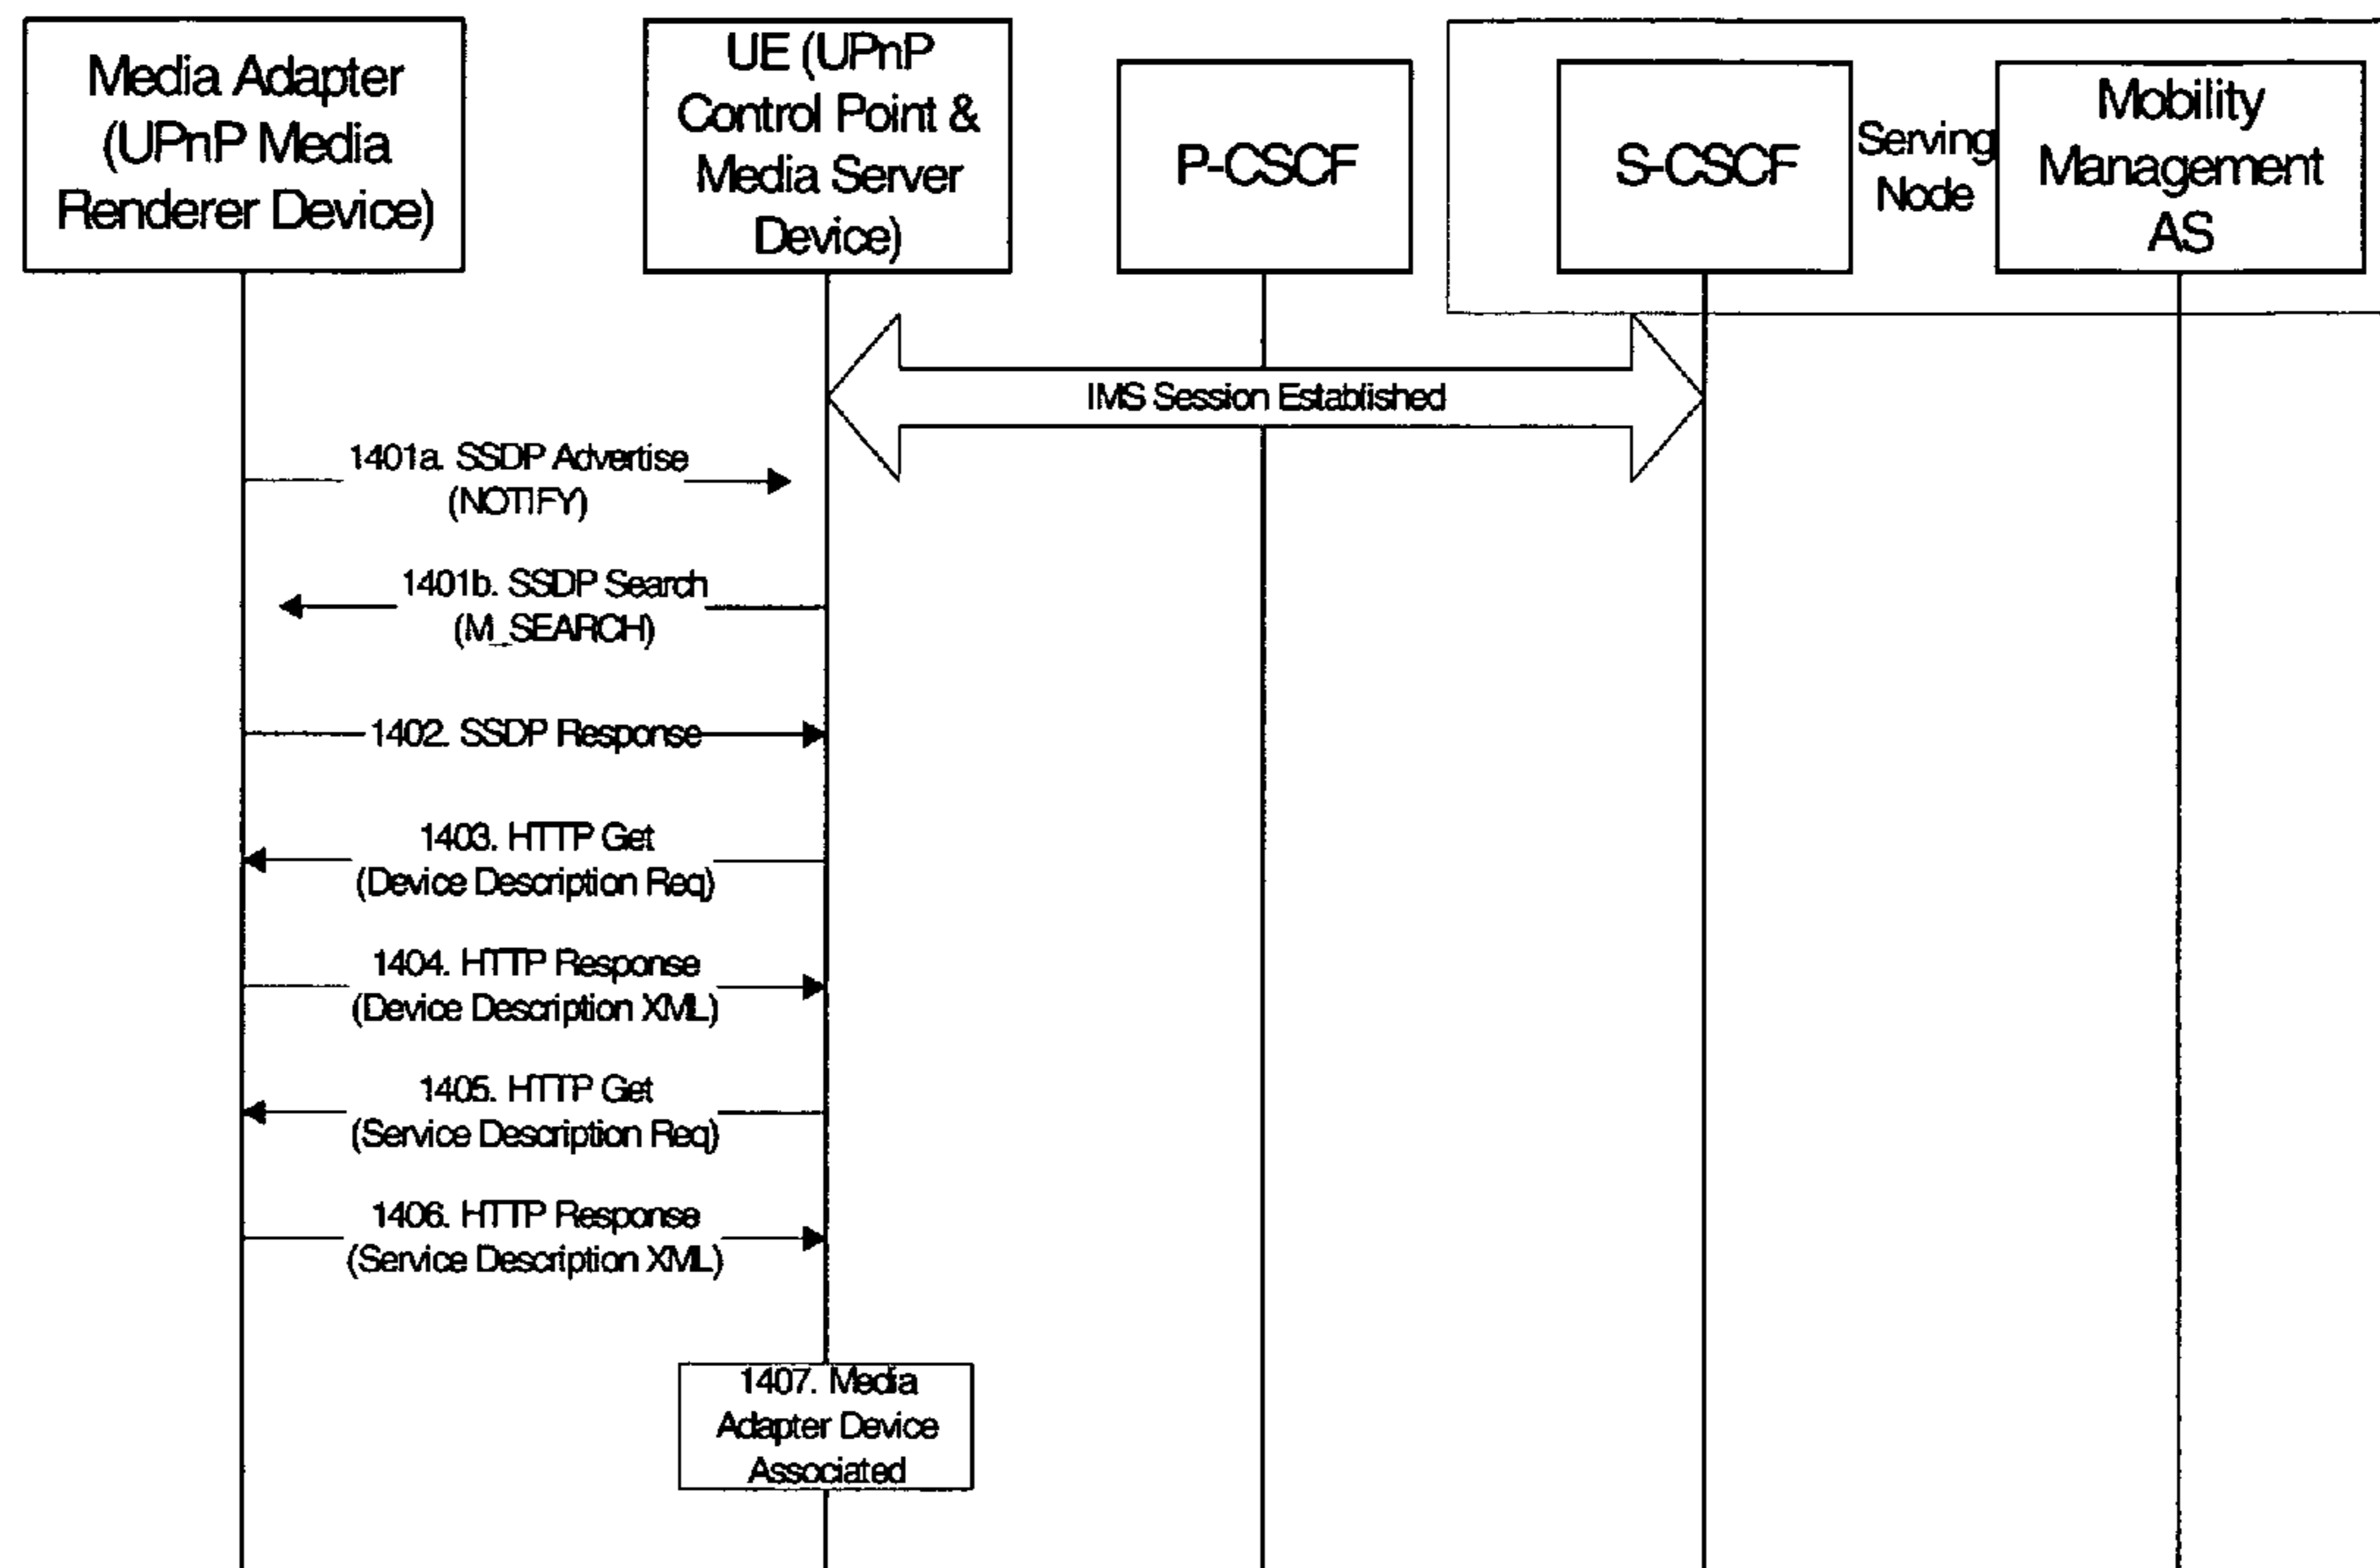 Media Adapter
(UPnP Media
Renderer Device)
UE (UPnP
Control Point &
Media Server
Device)
P-CSCF
S-CSCF
Serving
Node
Mobility
Management
AS
IMS Session Established
1401a. SSDP Advertise
(NOTIFY)
1401b. SSDP Search
(M_SEARCH)
1402. SSDP Response
1403. HTTP Get
(Device Description Req)
1404. HTTP Response
(Device Description XML)
1405. HTTP Get
(Service Description Req)
1406. HTTP Response
(Service Description XML)
1407. Media
Adapter Device
Associated